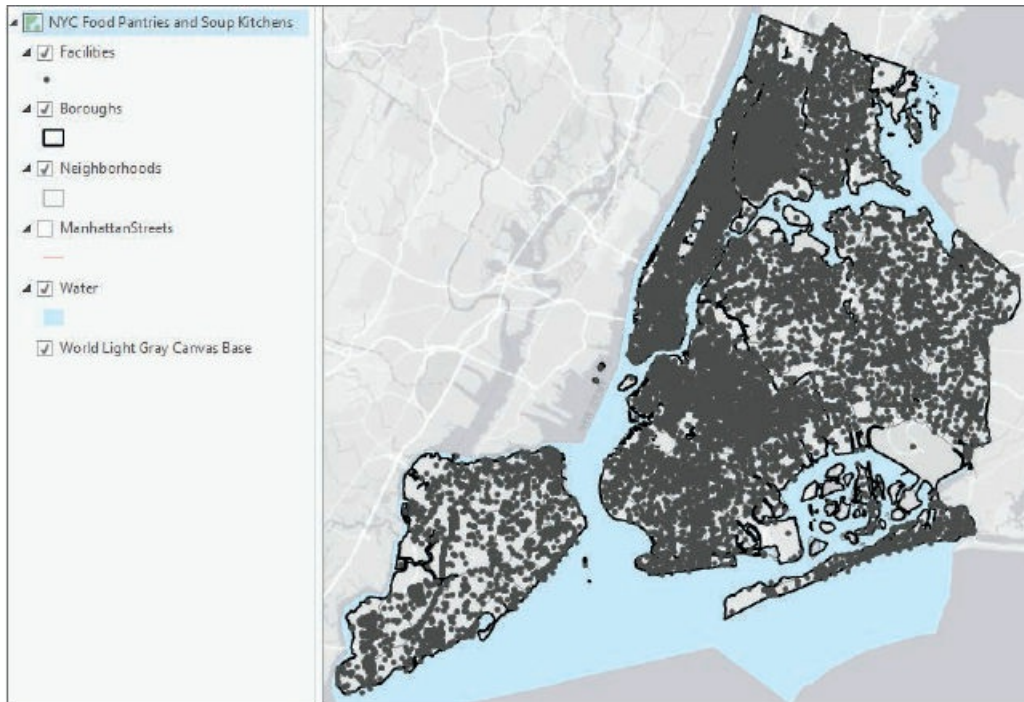 NYC Food Pantries and Soup Kitchens
Facilities
Boroughs
Neighborhoods
ManhattanStreets
Water
World Light Gray Canvas Base